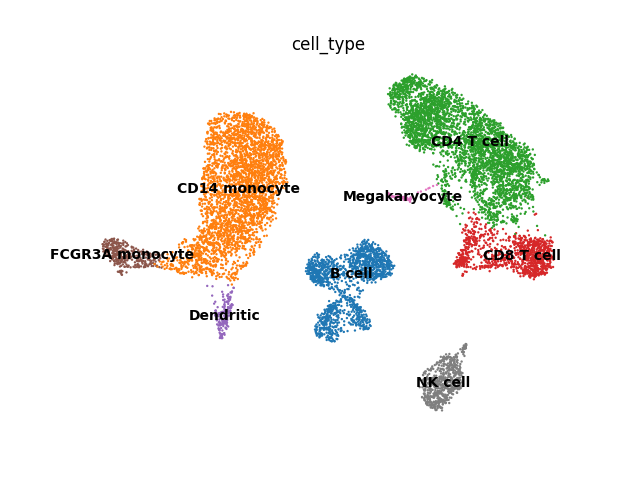 cell_type
CD4 T cell
CD14 monocyte
Megakaryocyte
FCGR3A monocyte
CD8 T cell
B cell
Dendritic
NK cell